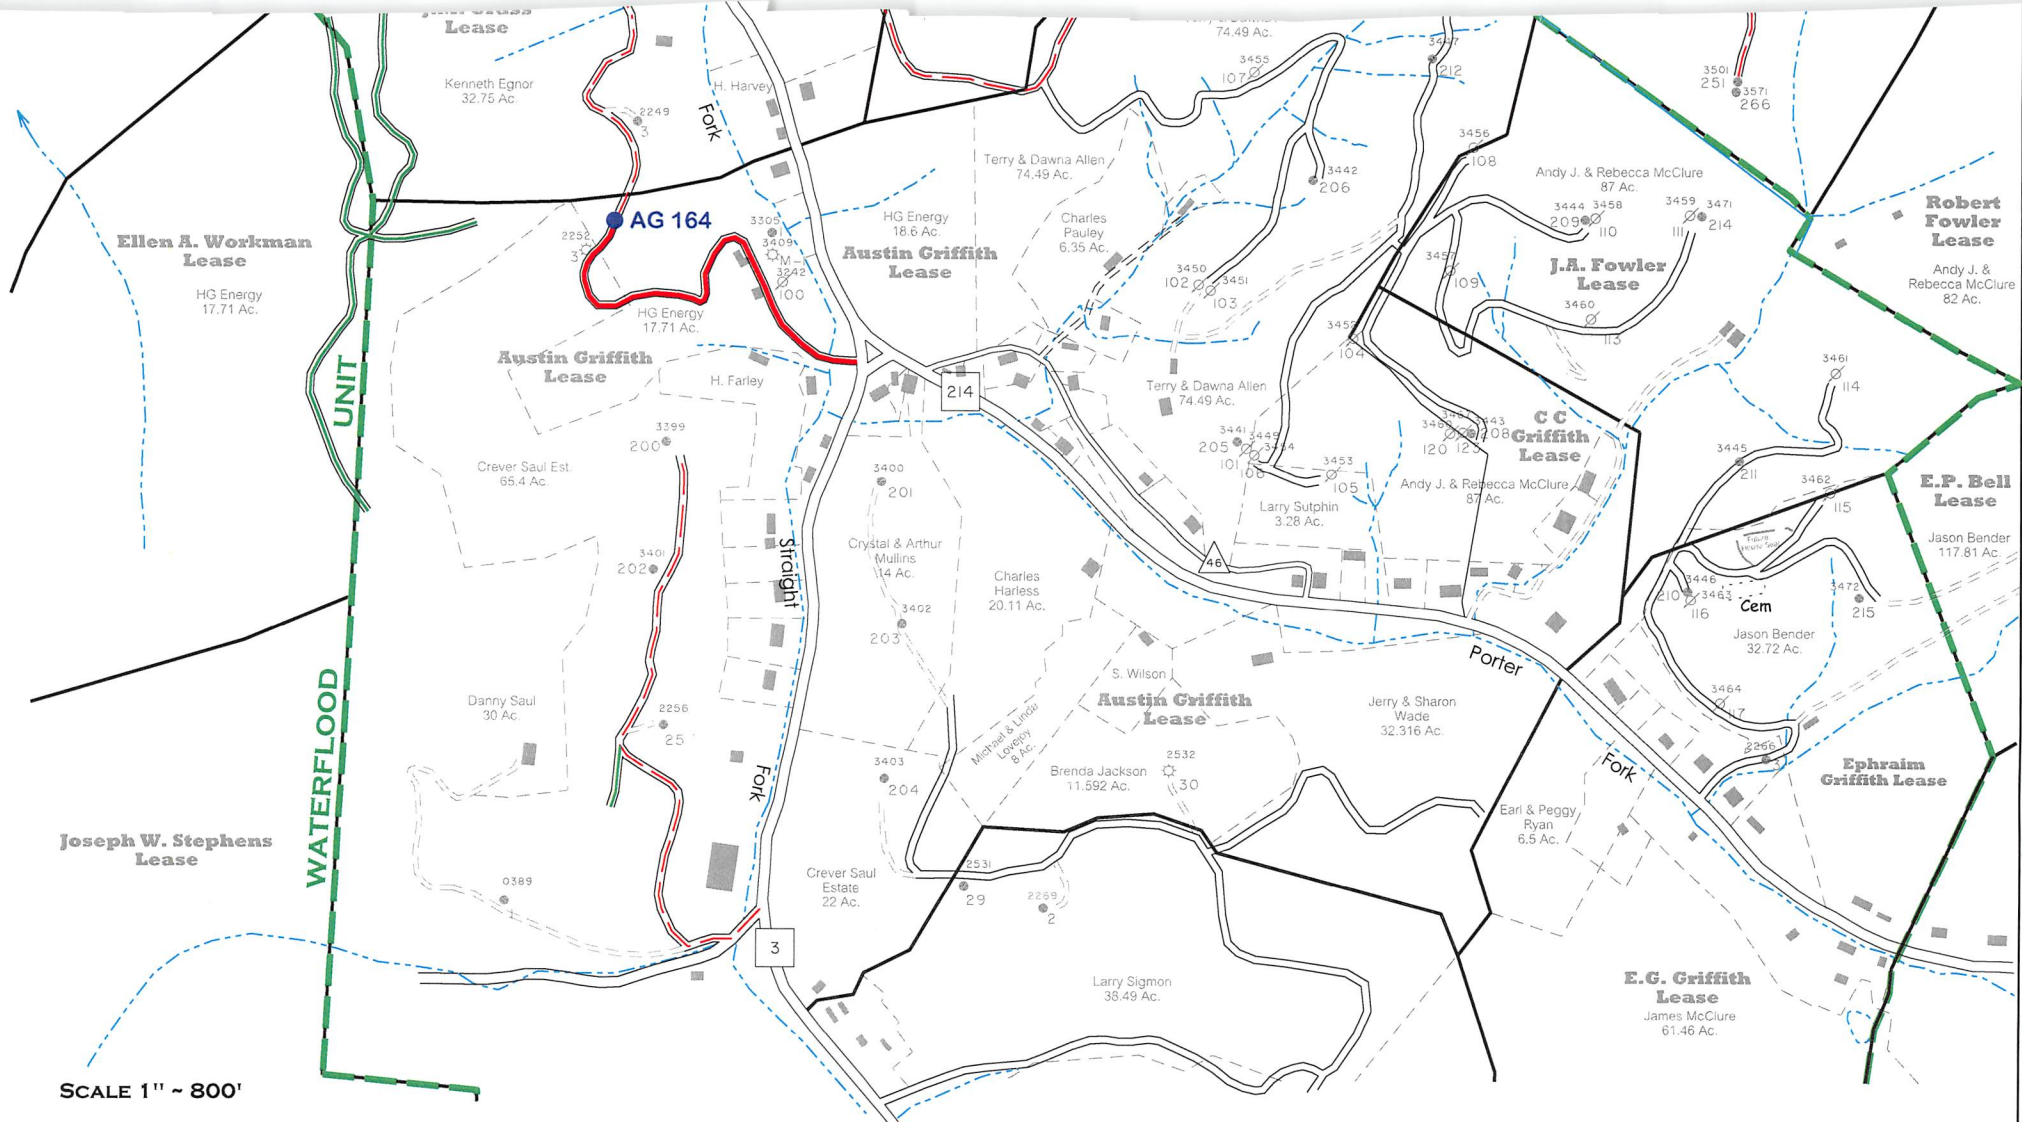 Lease
74.49 Ac.
Kenneth Egnor
32.75 Ac.
H. Harvey
Fork
2249
3
3455
107
3447
212
3501
251
3571
266
3456
108
Terry & Dawna Allen
74.49 Ac.
3442
206
Andy J. & Rebecca McClure
87 Ac.
3444
209
3458
110
3459
111
3471
214
Robert
Fowler
Lease
Andy J. &
Rebecca McClure
82 Ac.
Ellen A. Workman
Lease
HG Energy
17.71 Ac.
AG 164
2252
3
3305
3409
M-
3242
100
HG Energy
18.6 Ac.
Austin Griffith
Lease
Charles
Pauley
6.35 Ac.
3450
102
3451
103
3457
109
J.A. Fowler
Lease
3460
113
HG Energy
17.71 Ac.
3452
104
3461
114
Austin Griffith
Lease
H. Farley
214
Terry & Dawna Allen
74.49 Ac.
UNIT
3399
200
3441
205
3449
101
3454
106
3453
105
3443
208
120
123
C C
Griffith
Lease
3445
211
3462
115
E.P. Bell
Lease
Crever Saul Est.
65.4 Ac.
3400
201
Larry Sutphin
3.28 Ac.
Andy J. & Rebecca McClure
87 Ac.
Jason Bender
117.81 Ac.
3401
202
Straight
Crystal & Arthur
Mullins
14 Ac.
Charles
Harless
20.11 Ac.
46
3446
210
3463
116
Cem
3472
215
3402
203
Jason Bender
32.72 Ac.
Porter
S. Wilson
Austin Griffith
Lease
Danny Saul
30 Ac.
2256
25
Michael & Linda
Lovejoy
8 Ac.
Jerry & Sharon
Wade
32.316 Ac.
3464
117
2266
3
WATERFLOOD
Fork
3403
204
Brenda Jackson
11.592 Ac.
2532
30
Fork
Ephraim
Griffith Lease
Earl & Peggy
Ryan
6.5 Ac.
Joseph W. Stephens
Lease
0389
1
Crever Saul
Estate
22 Ac.
2531
29
2269
2
3
Larry Sigmon
38.49 Ac.
E.G. Griffith
Lease
James McClure
61.46 Ac.
SCALE 1" ~ 800'